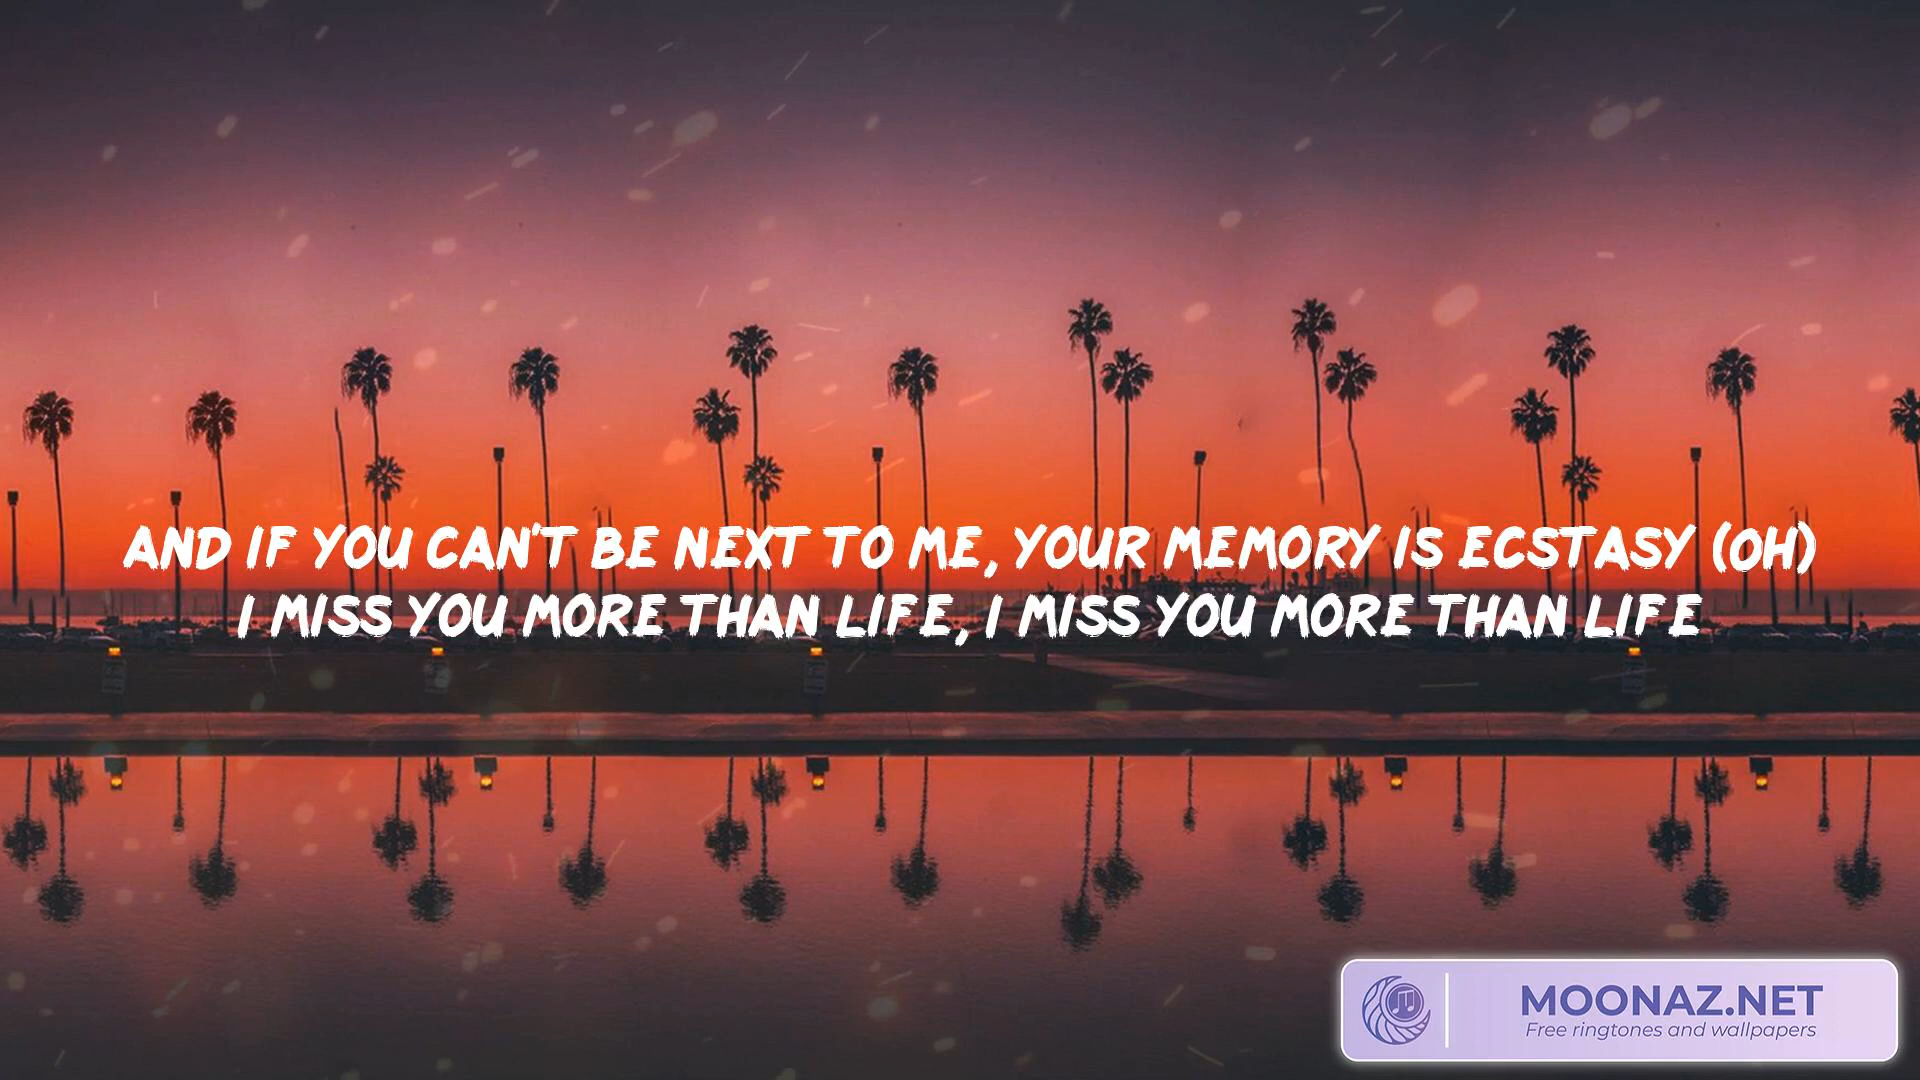 AND IF YOU CAN'T BE NEXT TO ME, YOUR MEMORY IS ECSTASY (OH)
I MISS YOU MORE THAN LIFE, I MISS YOU MORE THAN LIFE
MOONAZ.NET
Free ringtones and wallpapers